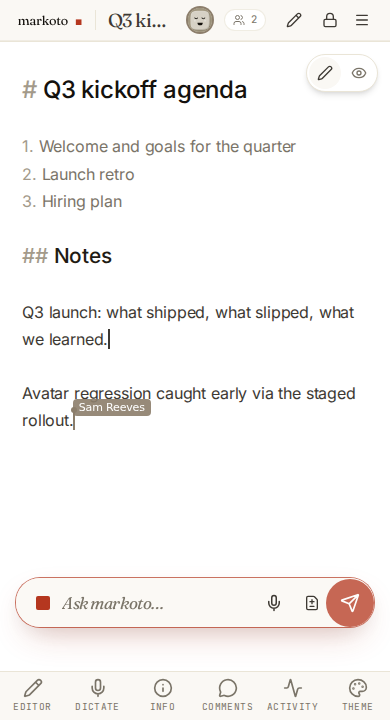 markoto
Q3 ki...
2
# Q3 kickoff agenda
1. Welcome and goals for the quarter
2. Launch retro
3. Hiring plan
## Notes
Q3 launch: what shipped, what slipped, what
we learned.
Avatar regression caught early via the staged
rollout.
Sam Reeves
Ask markoto...
EDITOR
DICTATE
INFO
COMMENTS
ACTIVITY
THEME